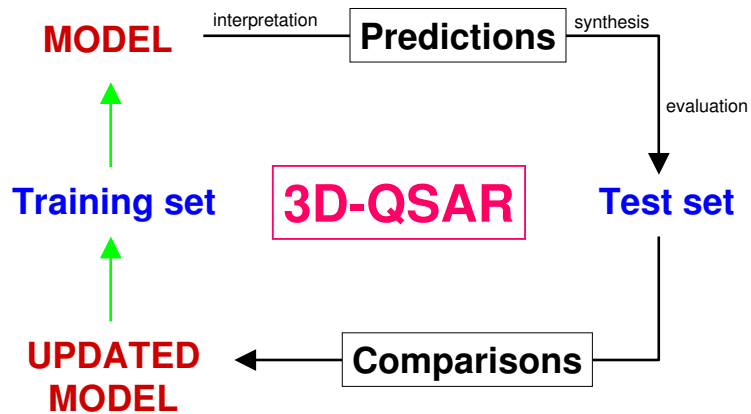 MODEL
interpretation
Predictions
synthesis
evaluation
Training set
3D-QSAR
Test set
UPDATED
MODEL
Comparisons